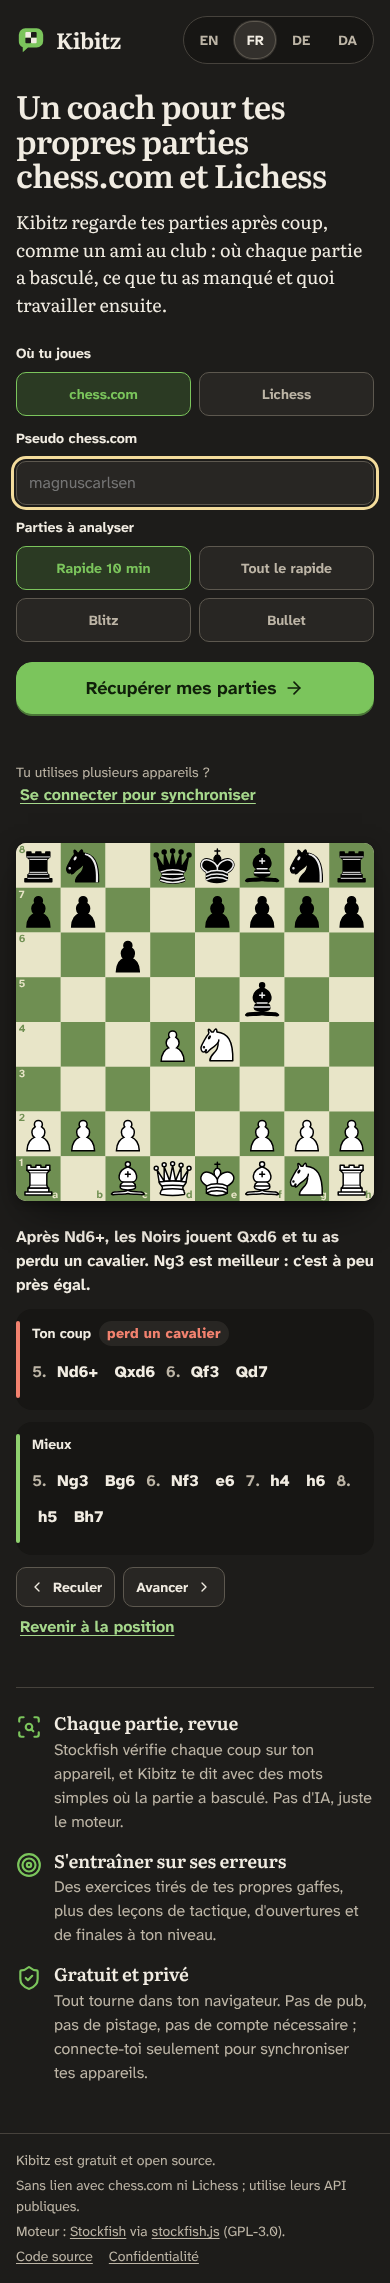 Kibitz
EN FR DE DA
Un coach pour tes
propres parties
chess.com et Lichess
Kibitz regarde tes parties après coup,
comme un ami au club : où chaque partie
a basculé, ce que tu as manqué et quoi
travailler ensuite.
Où tu joues
chess.com Lichess
Pseudo chess.com
magnuscarlsen
Parties à analyser
Rapide 10 min Tout le rapide
Blitz Bullet
Récupérer mes parties
Tu utilises plusieurs appareils ?
Se connecter pour synchroniser
8
7
6
5
4
3
2
1
a b c d e f g h
Après Nd6+, les Noirs jouent Qxd6 et tu as
perdu un cavalier. Ng3 est meilleur : c'est à peu
près égal.
Ton coup perd un cavalier
5. Nd6+ Qxd6 6. Qf3 Qd7
Mieux
5. Ng3 Bg6 6. Nf3 e6 7. h4 h6 8.
h5 Bh7
Reculer Avancer
Revenir à la position
Chaque partie, revue
Stockfish vérifie chaque coup sur ton
appareil, et Kibitz te dit avec des mots
simples où la partie a basculé. Pas d'IA, juste
le moteur.
S'entraîner sur ses erreurs
Des exercices tirés de tes propres gaffes,
plus des leçons de tactique, d'ouvertures et
de finales à ton niveau.
Gratuit et privé
Tout tourne dans ton navigateur. Pas de pub,
pas de pistage, pas de compte nécessaire ;
connecte-toi seulement pour synchroniser
tes appareils.
Kibitz est gratuit et open source.
Sans lien avec chess.com ni Lichess ; utilise leurs API
publiques.
Moteur : Stockfish via stockfish.js (GPL-3.0).
Code source Confidentialité